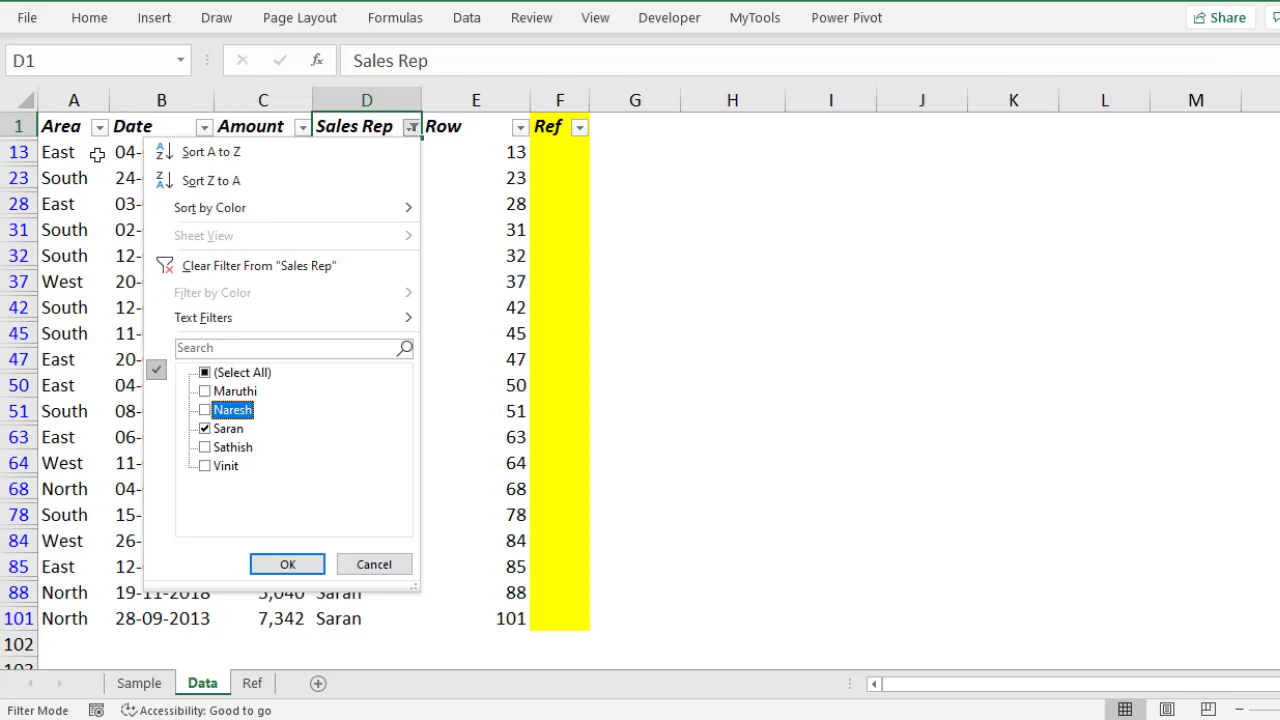 File Home Insert Draw Page Layout Formulas Data Review View Developer MyTools Power Pivot Share
D1 fx Sales Rep
A B C D E F G H I J K L M
1 Area Date Amount Sales Rep Row Ref
13 East 04- 13
23 South 24- 23
28 East 03- 28
31 South 02- 31
32 South 12- 32
37 West 20- 37
42 South 12- 42
45 South 11- 45
47 East 20- 47
50 East 04- 50
51 South 08- 51
63 East 06- 63
64 West 11- 64
68 North 04- 68
78 South 15- 78
84 West 26- 84
85 East 12- 85
88 North 19-11-2018 5,040 Saran 88
101 North 28-09-2013 7,342 Saran 101
102
Sort A to Z
Sort Z to A
Sort by Color
Sheet View
Clear Filter From "Sales Rep"
Filter by Color
Text Filters
Search
(Select All)
Maruthi
Naresh
Saran
Sathish
Vinit
OK Cancel
Sample Data Ref
Filter Mode Accessibility: Good to go